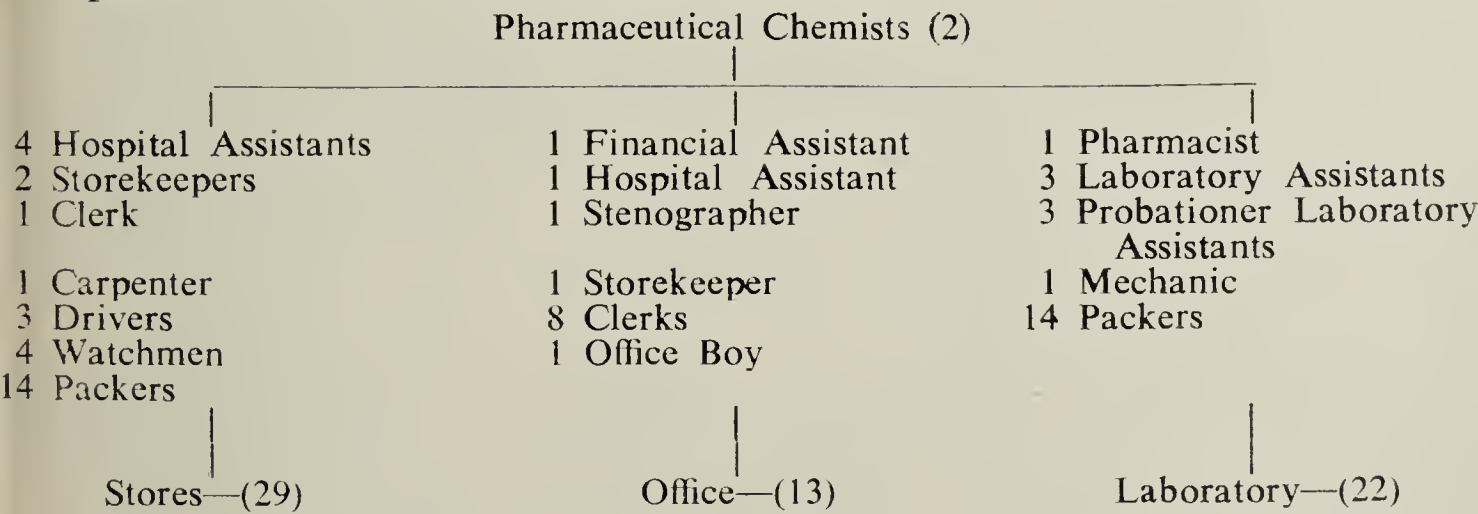 Pharmaceutical Chemists (2)
4 Hospital Assistants
2 Storekeepers
1 Clerk
1 Carpenter
3 Drivers
4 Watchmen
14 Packers
Stores—(29)
1 Financial Assistant
1 Hospital Assistant
1 Stenographer
1 Storekeeper
8 Clerks
1 Office Boy
Office—(13)
1 Pharmacist
3 Laboratory Assistants
3 Probationer Laboratory
Assistants
1 Mechanic
14 Packers
Laboratory—(22)